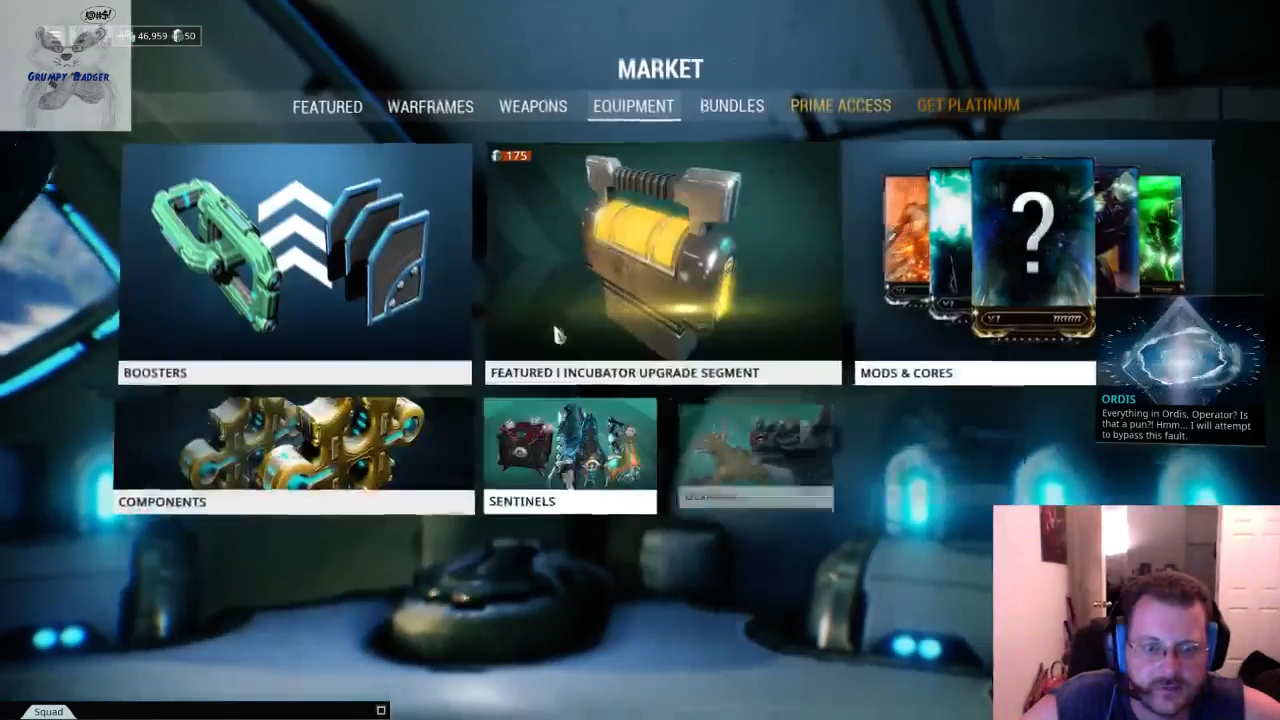 @#$!
GRUMPY BADGER
46,959 50
MARKET
FEATURED WARFRAMES WEAPONS EQUIPMENT BUNDLES PRIME ACCESS GET PLATINUM
175
?
BOOSTERS
FEATURED | INCUBATOR UPGRADE SEGMENT
MODS & CORES
ORDIS
Everything in Ordis, Operator? Is
that a pun?! Hmm... I will attempt
to bypass this fault.
COMPONENTS
SENTINELS
Squad